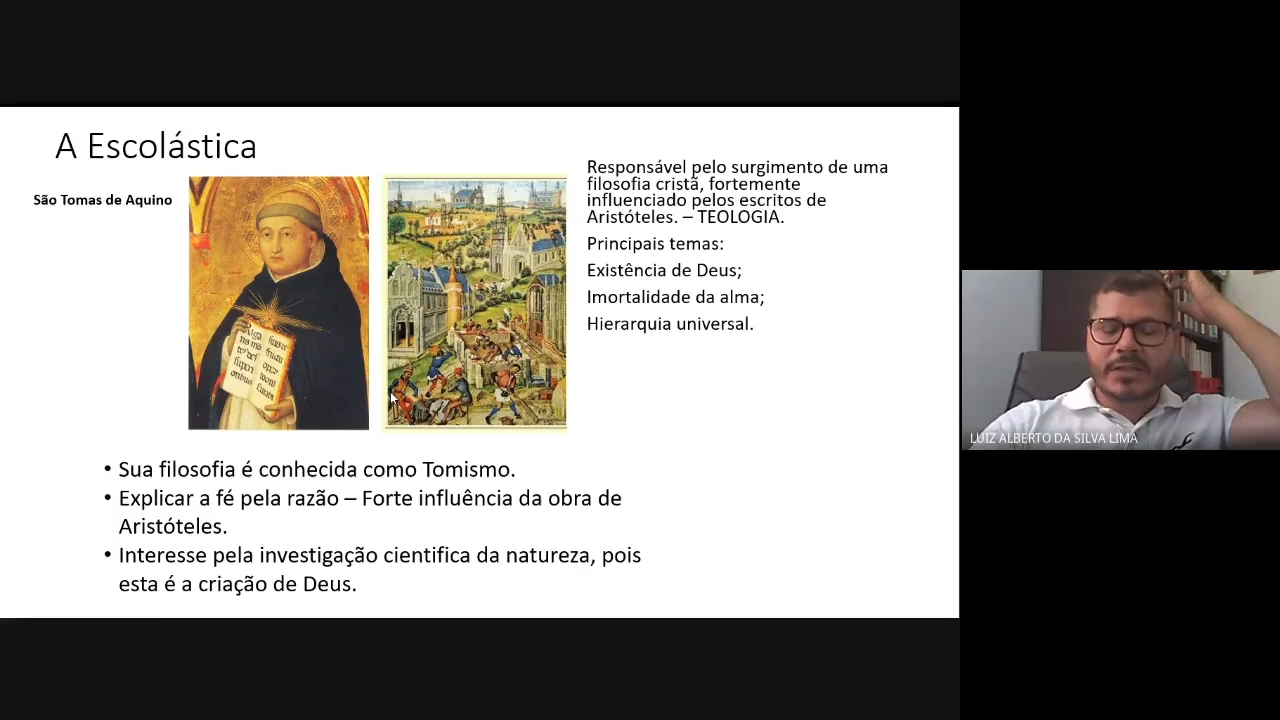 A Escolástica
São Tomas de Aquino
Responsável pelo surgimento de uma
filosofia cristã, fortemente
influenciado pelos escritos de
Aristóteles. – TEOLOGIA.
Principais temas:
Existência de Deus;
Imortalidade da alma;
Hierarquia universal.
• Sua filosofia é conhecida como Tomismo.
• Explicar a fé pela razão – Forte influência da obra de
Aristóteles.
• Interesse pela investigação cientifica da natureza, pois
esta é a criação de Deus.
LUIZ ALBERTO DA SILVA LIMA